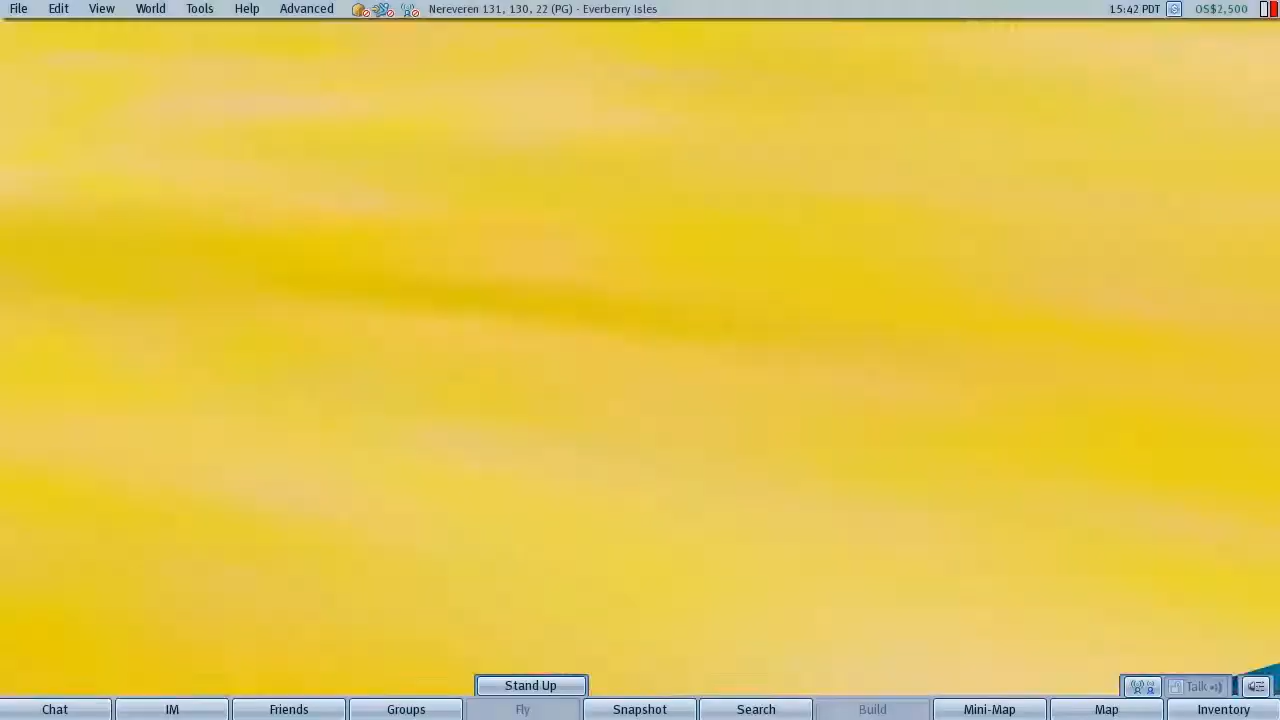 File Edit View World Tools Help Advanced Nereveren 131, 130, 22 (PG) - Everberry Isles 15:42 PDT OS$2,500
Stand Up
Talk
Chat IM Friends Groups Fly Snapshot Search Build Mini-Map Map Inventory